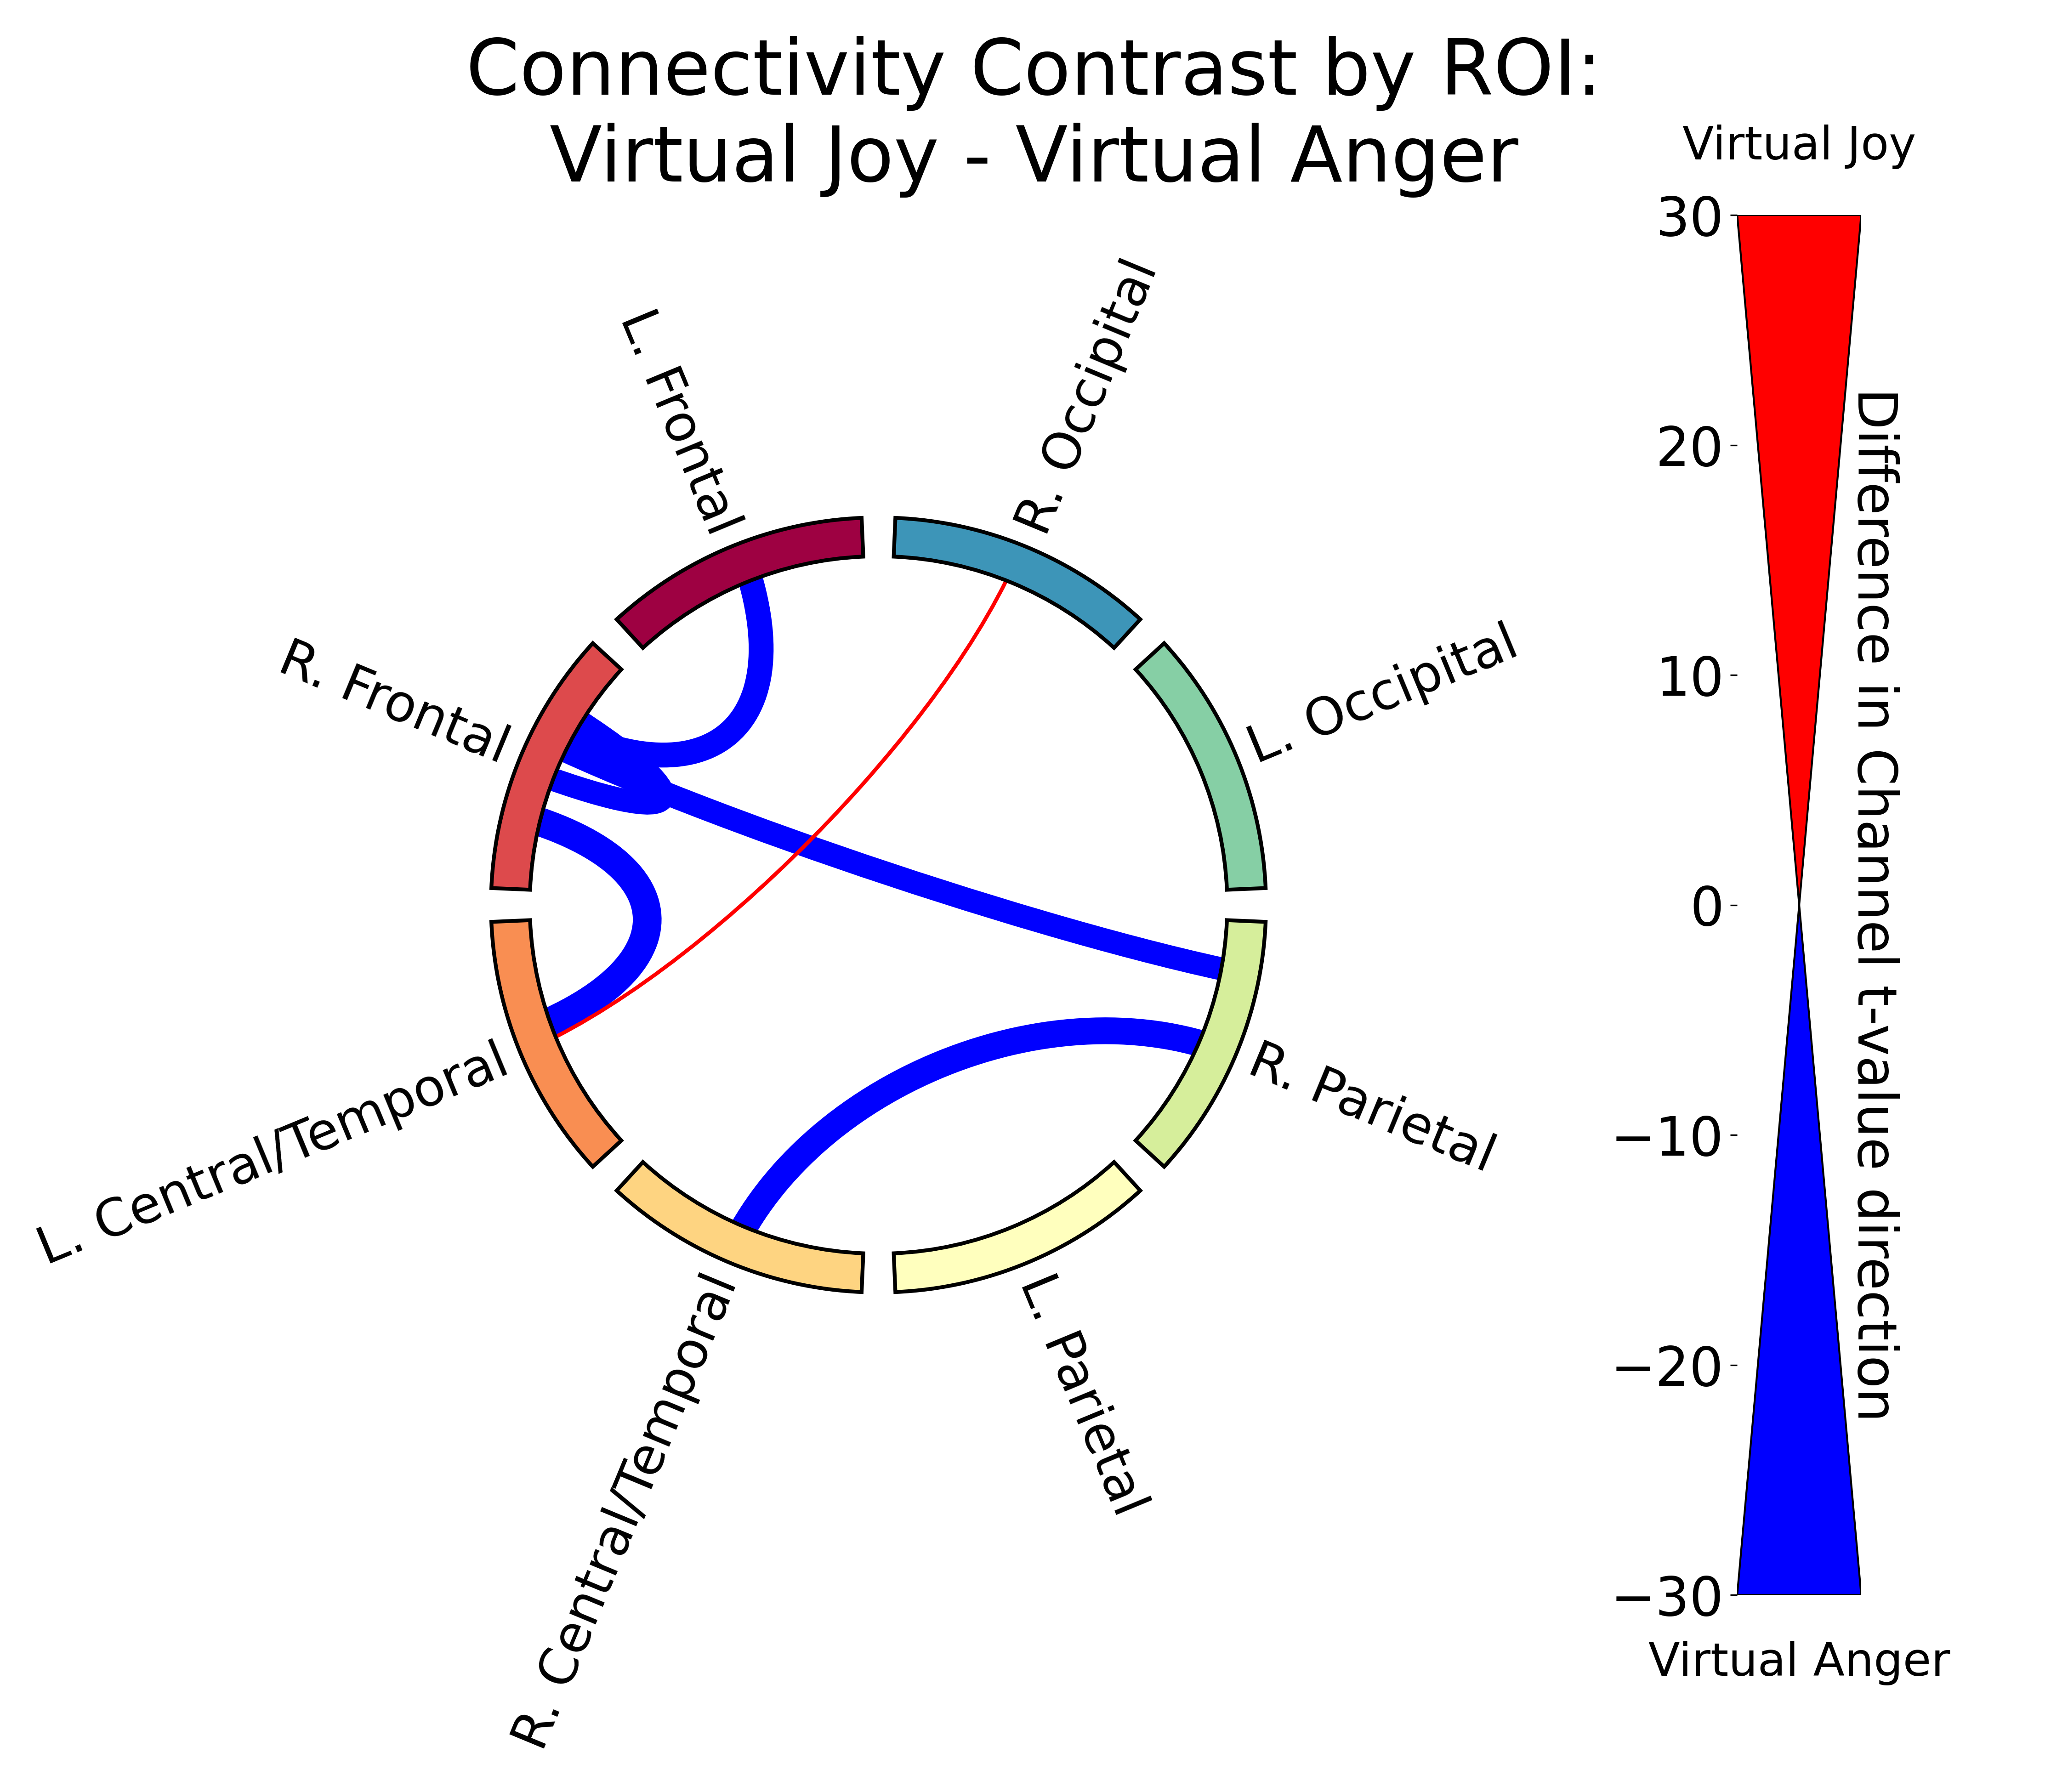 Connectivity Contrast by ROI:
Virtual Joy - Virtual Anger
Virtual Joy
30
20
10
0
−10
−20
−30
Virtual Anger
Difference in Channel t-value direction
L. Frontal
R. Occipital
R. Frontal
L. Occipital
L. Central/Temporal
R. Parietal
R. Central/Temporal
L. Parietal